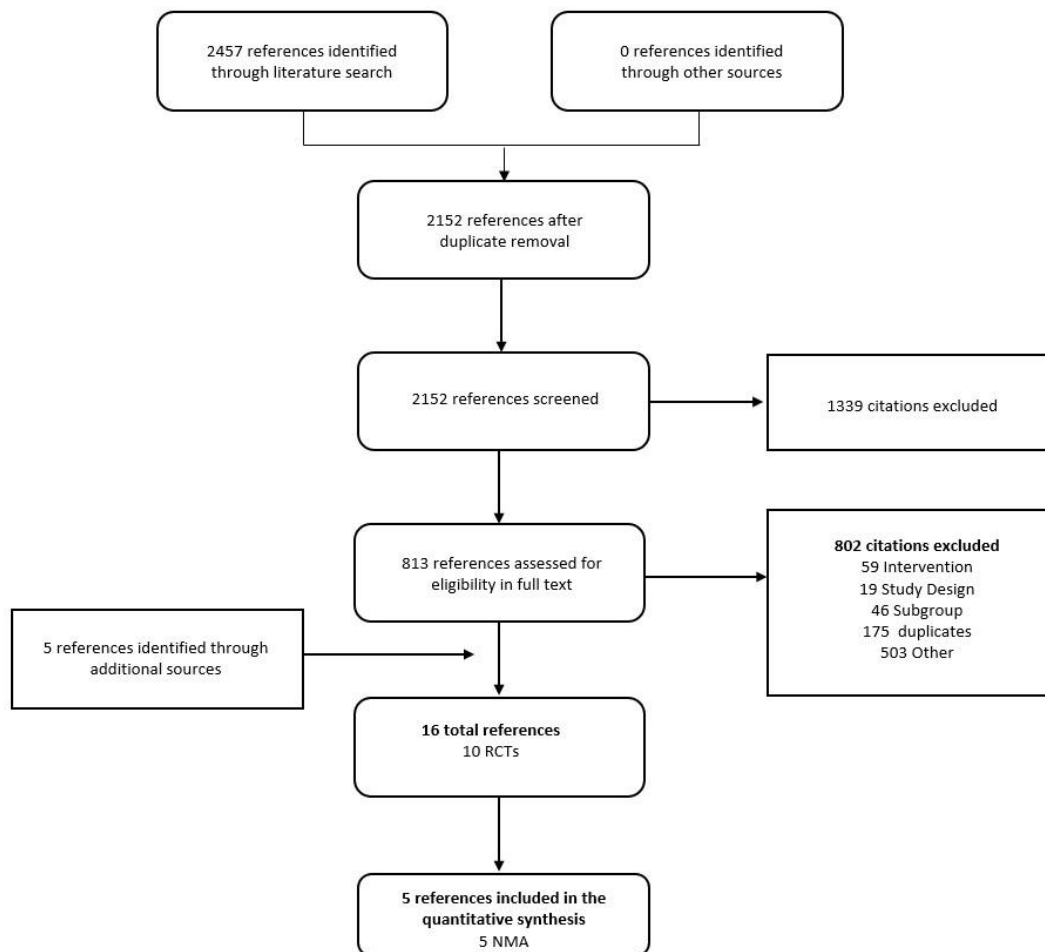 2457 references identified
through literature search
0 references identified
through other sources
2152 references after
duplicate removal
2152 references screened
1339 citations excluded
813 references assessed for
eligibility in full text
802 citations excluded
59 Intervention
19 Study Design
46 Subgroup
175 duplicates
503 Other
5 references identified through
additional sources
16 total references
10 RCTs
5 references included in the
quantitative synthesis
5 NMA